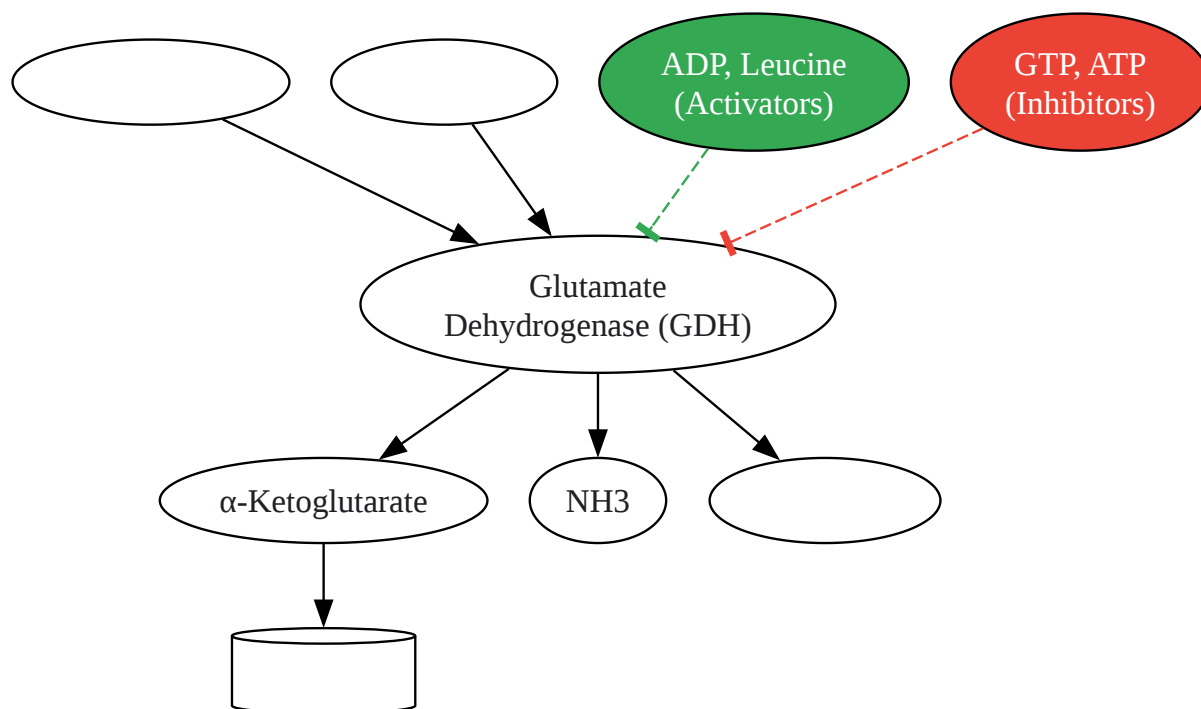 ADP, Leucine
(Activators)
GTP, ATP
(Inhibitors)
Glutamate
Dehydrogenase (GDH)
α-Ketoglutarate
NH3